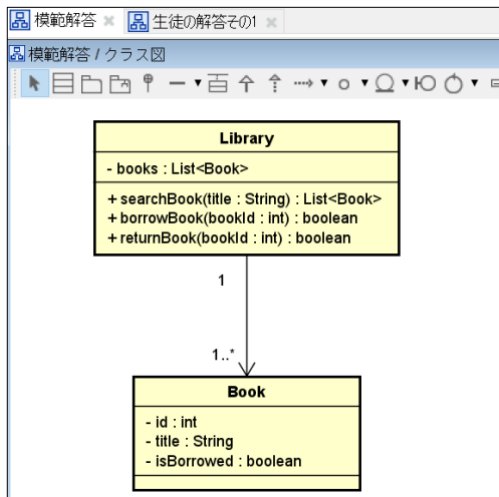 模範解答
生徒の解答その1
模範解答 / クラス図
Library
- books : List<Book>
+ searchBook(title : String) : List<Book>
+ borrowBook(bookId : int) : boolean
+ returnBook(bookId : int) : boolean
1
1..*
Book
- id : int
- title : String
- isBorrowed : boolean